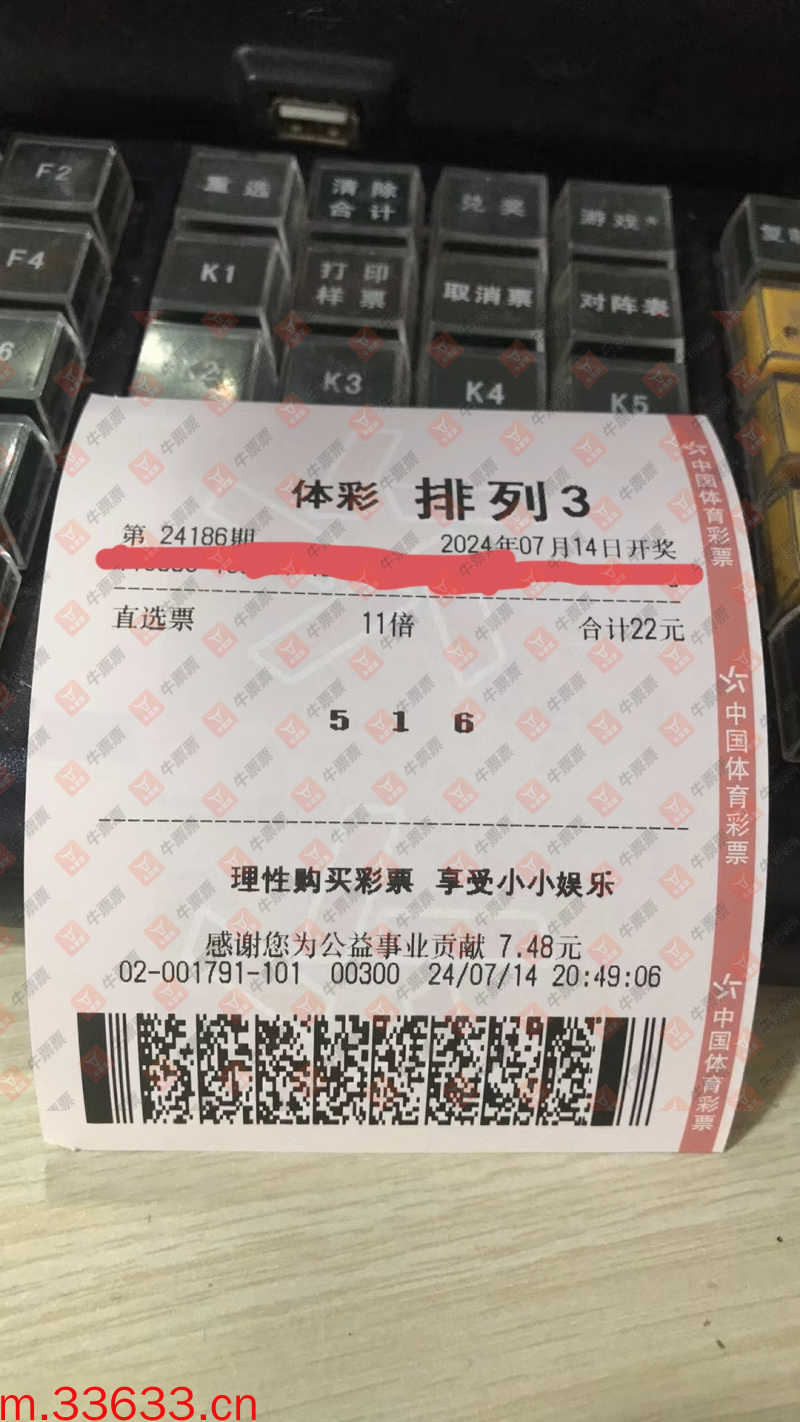 F2
重选
清除
合计
兑奖
游戏*
F4
K1
打印
样票
取消票
对阵表
6
K2
K3
K4
K5
体彩 排列3
第 24186期
2024年07月14日开奖
直选票 11倍 合计22元
5 1 6
理性购买彩票 享受小小娱乐
感谢您为公益事业贡献 7.48元
02-001791-101 00300 24/07/14 20:49:06
中国体育彩票
中国体育彩票
中国体育彩票
牛票票
m.33633.cn